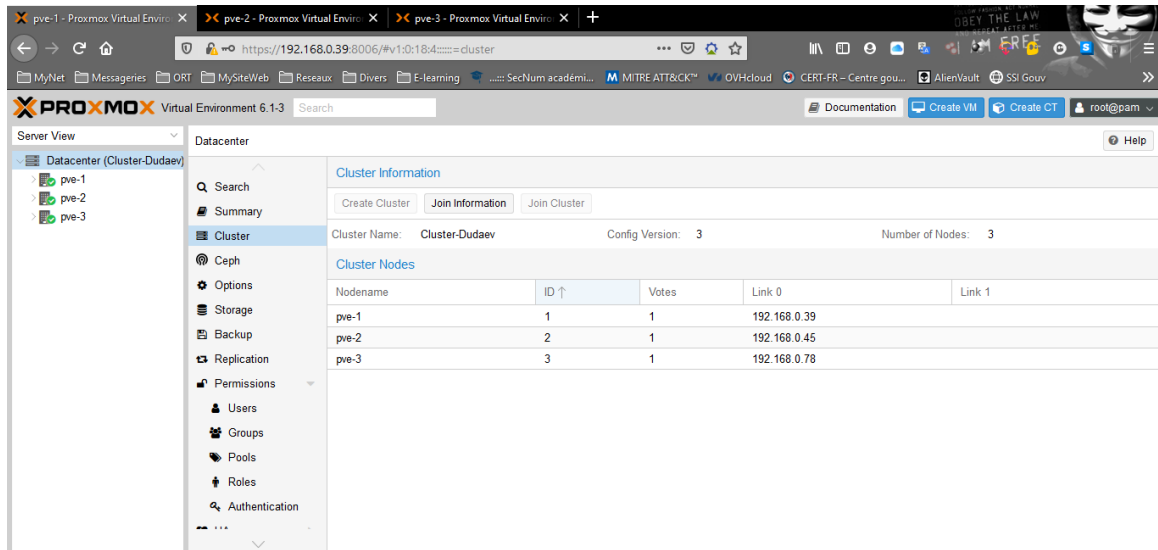 pve-1 - Proxmox Virtual Enviro
pve-2 - Proxmox Virtual Enviro
pve-3 - Proxmox Virtual Enviro
OBEY THE LAW
FREE
https://192.168.0.39:8006/#v1:0:18:4::::::=cluster
MyNet Messageries ORT MySiteWeb Reseaux Divers E-learning ...::: SecNum académi... MITRE ATT&CK™ OVHcloud CERT-FR – Centre gou... AlienVault SSI Gouv
PROXMOX Virtual Environment 6.1-3 Search Documentation Create VM Create CT root@pam
Server View
Datacenter
Help
Datacenter (Cluster-Dudaev)
pve-1
pve-2
pve-3
Search
Summary
Cluster
Ceph
Options
Storage
Backup
Replication
Permissions
Users
Groups
Pools
Roles
Authentication
Cluster Information
Create Cluster Join Information Join Cluster
Cluster Name: Cluster-Dudaev Config Version: 3 Number of Nodes: 3
Cluster Nodes
Nodename ID ↑ Votes Link 0 Link 1
pve-1 1 1 192.168.0.39
pve-2 2 1 192.168.0.45
pve-3 3 1 192.168.0.78